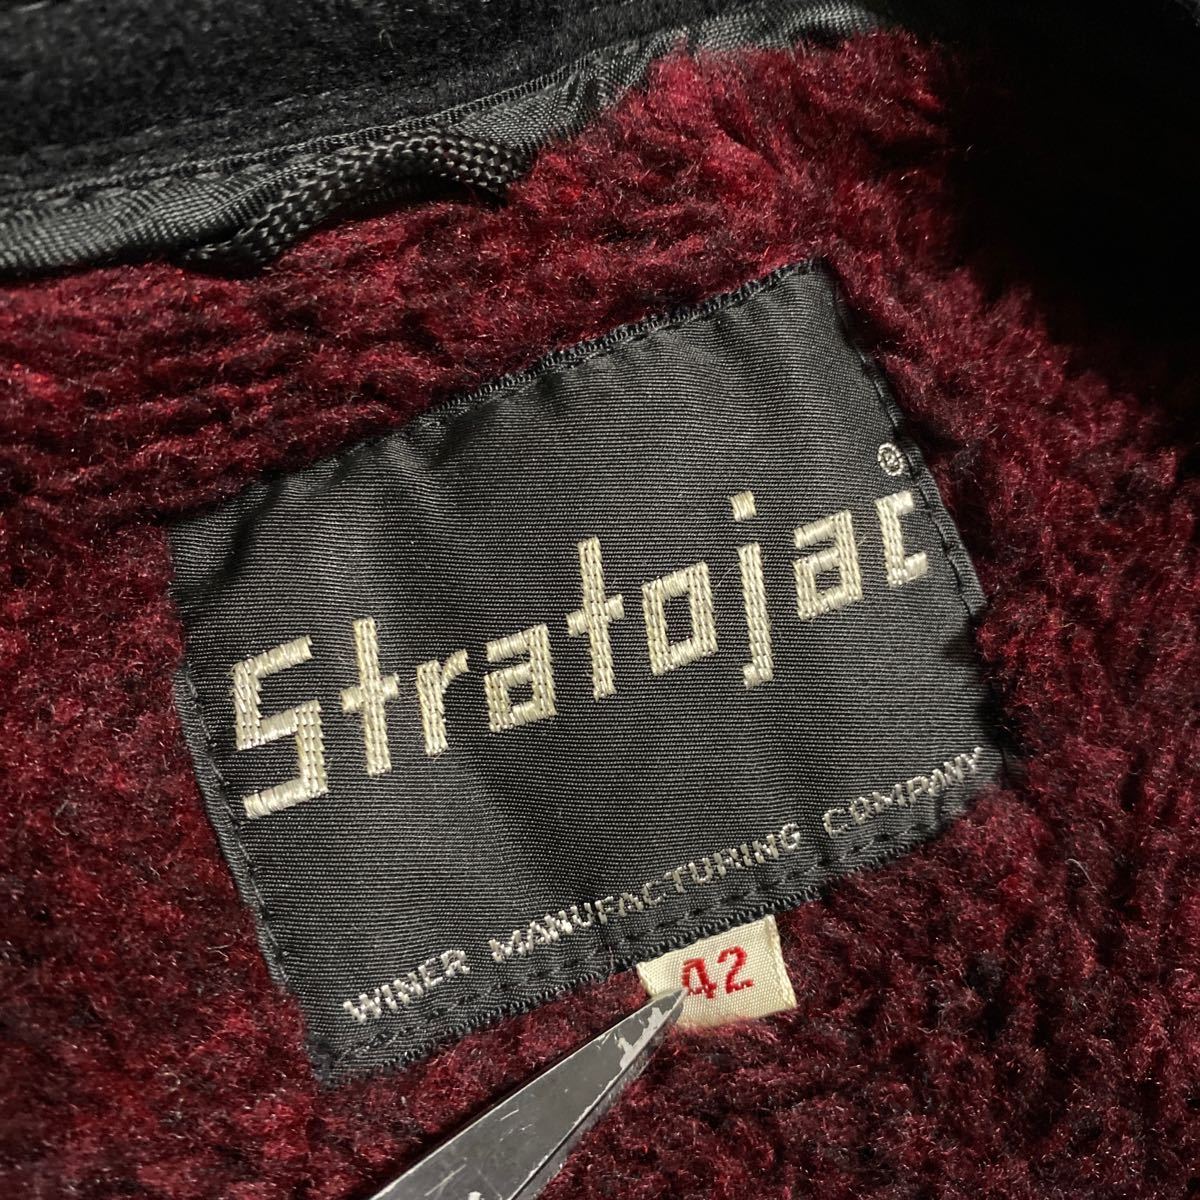 ®
Stratojac
WINER MANUFACTURING COMPANY
42